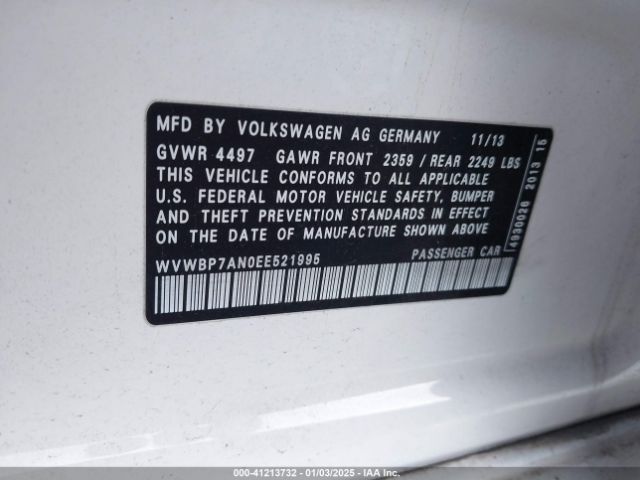 MFD BY VOLKSWAGEN AG GERMANY 11/13
GVWR 4497 GAWR FRONT 2359 / REAR 2249 LBS
THIS VEHICLE CONFORMS TO ALL APPLICABLE
U.S. FEDERAL MOTOR VEHICLE SAFETY, BUMPER
AND THEFT PREVENTION STANDARDS IN EFFECT
ON THE DATE OF MANUFACTURE SHOWN ABOVE
WVWBP7AN0EE521995 PASSENGER CAR
4930026 2013 15
000-41213732 - 01/03/2025 - IAA Inc.